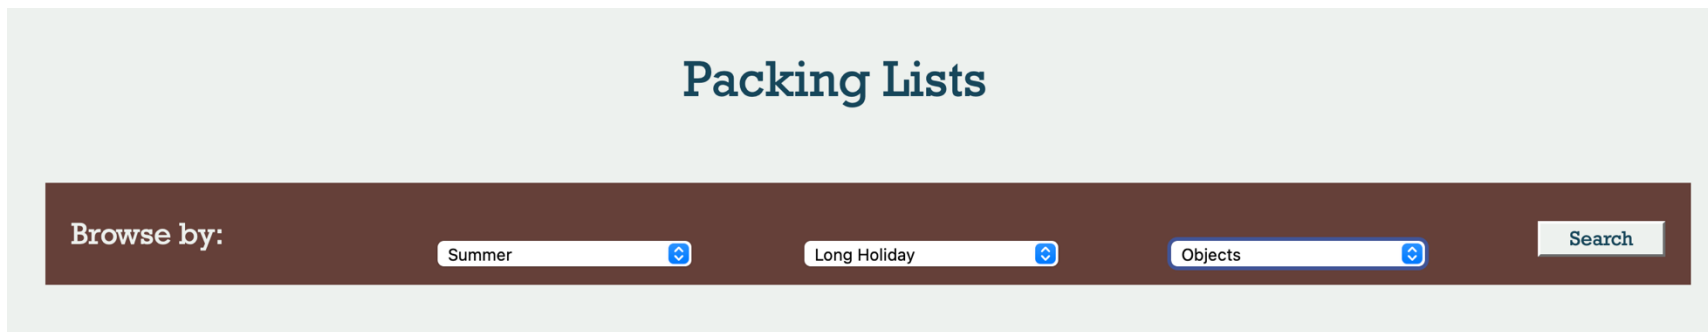 Packing Lists
Browse by:
Summer
Long Holiday
Objects
Search